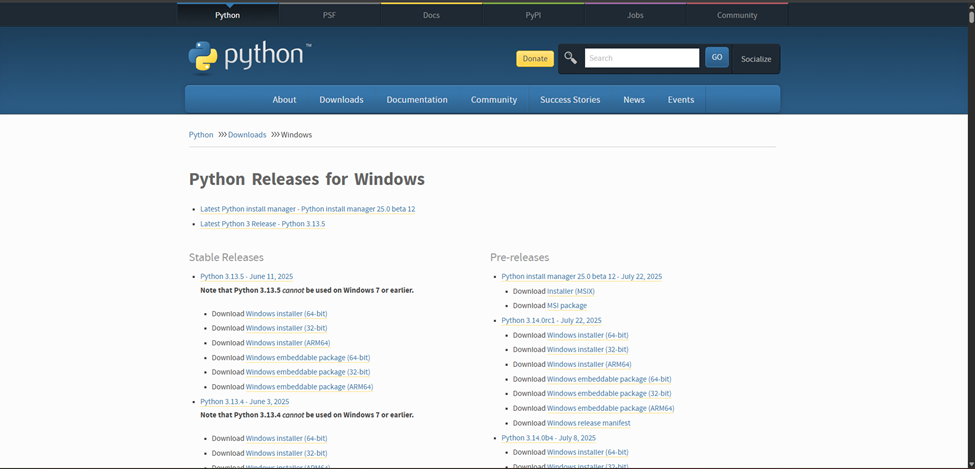 Python
PSF
Docs
PyPI
Jobs
Community
python™
Donate
Search
GO
Socialize
About
Downloads
Documentation
Community
Success Stories
News
Events
Python >>> Downloads >>> Windows
Python Releases for Windows
Latest Python install manager - Python install manager 25.0 beta 12
Latest Python 3 Release - Python 3.13.5
Stable Releases
Python 3.13.5 - June 11, 2025
Note that Python 3.13.5 cannot be used on Windows 7 or earlier.
Download Windows installer (64-bit)
Download Windows installer (32-bit)
Download Windows installer (ARM64)
Download Windows embeddable package (64-bit)
Download Windows embeddable package (32-bit)
Download Windows embeddable package (ARM64)
Python 3.13.4 - June 3, 2025
Note that Python 3.13.4 cannot be used on Windows 7 or earlier.
Download Windows installer (64-bit)
Download Windows installer (32-bit)
Download Windows installer (ARM64)
Pre-releases
Python install manager 25.0 beta 12 - July 22, 2025
Download Installer (MSIX)
Download MSI package
Python 3.14.0rc1 - July 22, 2025
Download Windows installer (64-bit)
Download Windows installer (32-bit)
Download Windows installer (ARM64)
Download Windows embeddable package (64-bit)
Download Windows embeddable package (32-bit)
Download Windows embeddable package (ARM64)
Download Windows release manifest
Python 3.14.0b4 - July 8, 2025
Download Windows installer (64-bit)
Download Windows installer (32-bit)